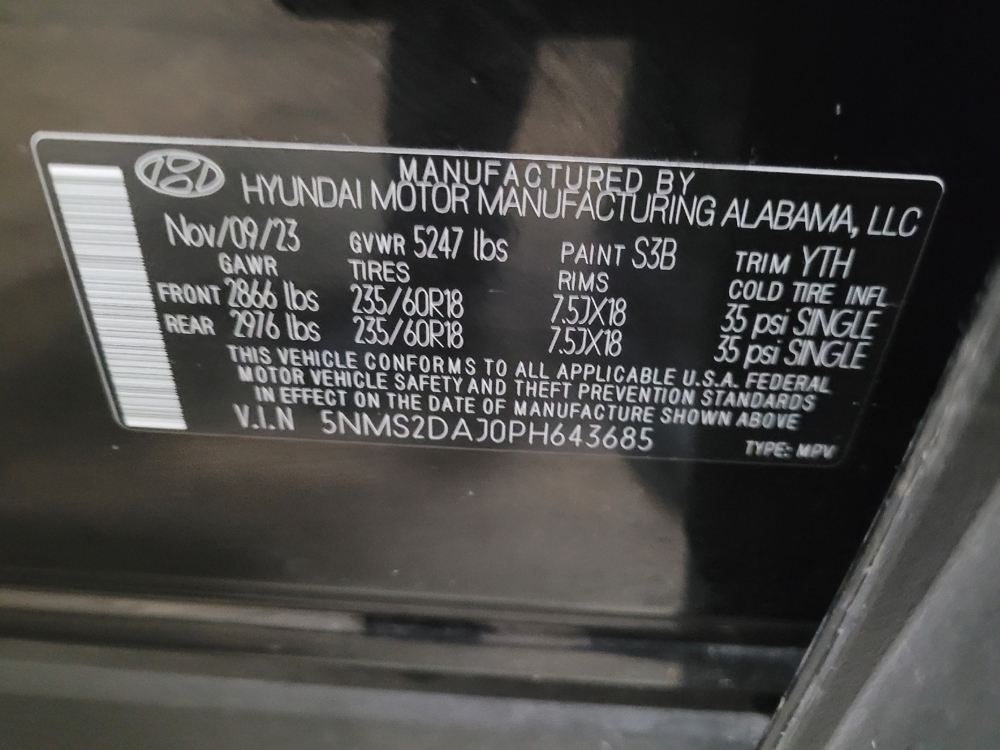 MANUFACTURED BY
HYUNDAI MOTOR MANUFACTURING ALABAMA, LLC
Nov/09/23 GVWR 5247 lbs PAINT S3B TRIM YTH
GAWR TIRES RIMS COLD TIRE INFL
FRONT 2866 lbs 235/60R18 7.5JX18 35 psi SINGLE
REAR 2976 lbs 235/60R18 7.5JX18 35 psi SINGLE
THIS VEHICLE CONFORMS TO ALL APPLICABLE U.S.A. FEDERAL
MOTOR VEHICLE SAFETY AND THEFT PREVENTION STANDARDS
IN EFFECT ON THE DATE OF MANUFACTURE SHOWN ABOVE
V.I.N 5NMS2DAJ0PH643685 TYPE: MPV